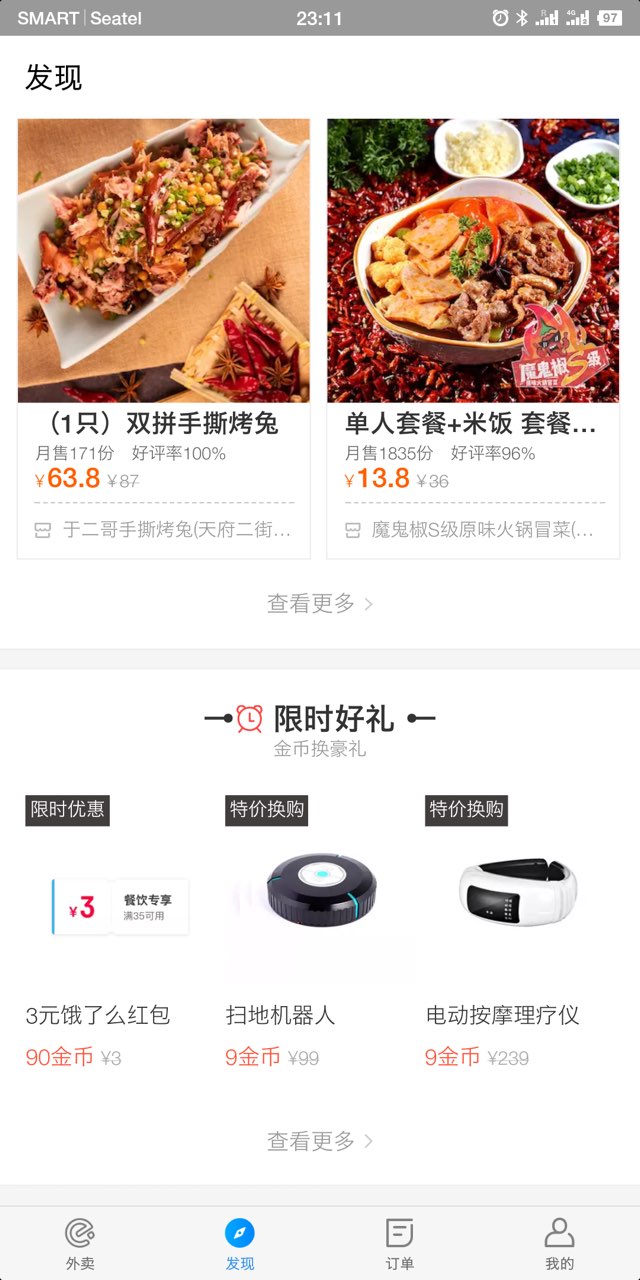 SMART Seatel 23:11 R 4G 97
发现
魔鬼椒S级
原味火锅冒菜
（1只）双拼手撕烤兔
月售171份 好评率100%
¥63.8 ¥87
于二哥手撕烤兔(天府二街…
单人套餐+米饭 套餐…
月售1835份 好评率96%
¥13.8 ¥36
魔鬼椒S级原味火锅冒菜(…
查看更多
限时好礼
金币换豪礼
限时优惠
特价换购
特价换购
¥3
餐饮专享
满35可用
3元饿了么红包
90金币 ¥3
扫地机器人
9金币 ¥99
电动按摩理疗仪
9金币 ¥239
查看更多
外卖
发现
订单
我的